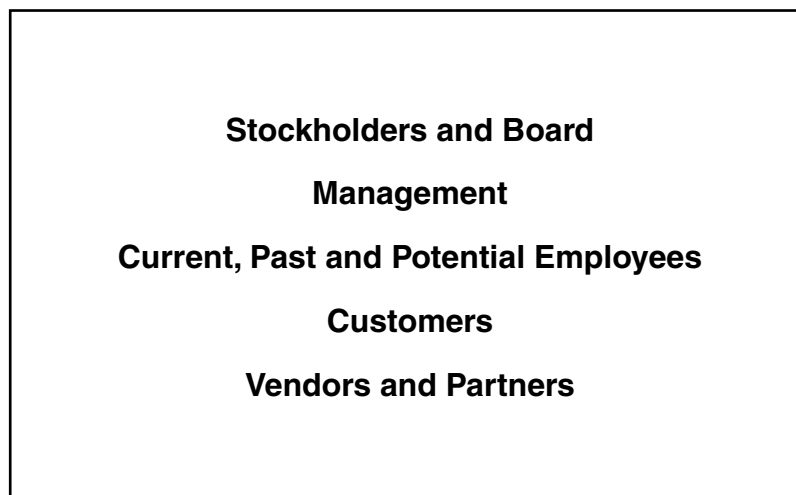 Stockholders and Board
Management
Current, Past and Potential Employees
Customers
Vendors and Partners